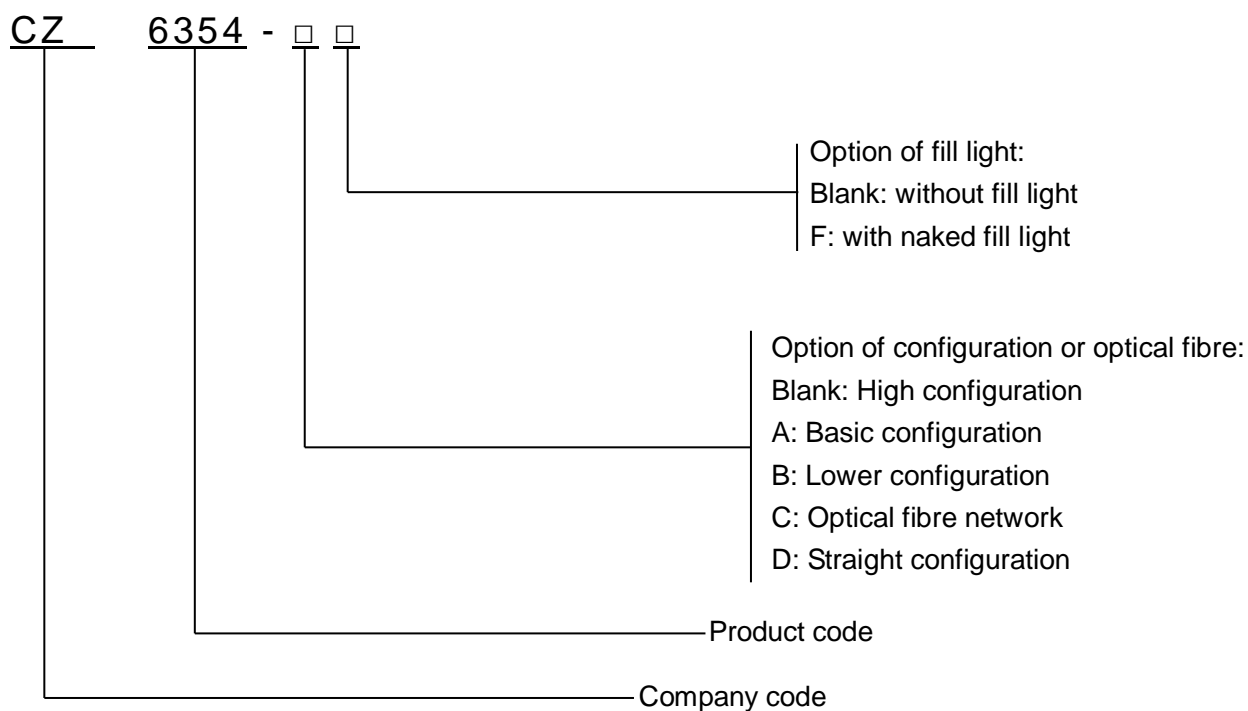 CZ 6354 - □ □
Option of fill light:
Blank: without fill light
F: with naked fill light
Option of configuration or optical fibre:
Blank: High configuration
A: Basic configuration
B: Lower configuration
C: Optical fibre network
D: Straight configuration
Product code
Company code